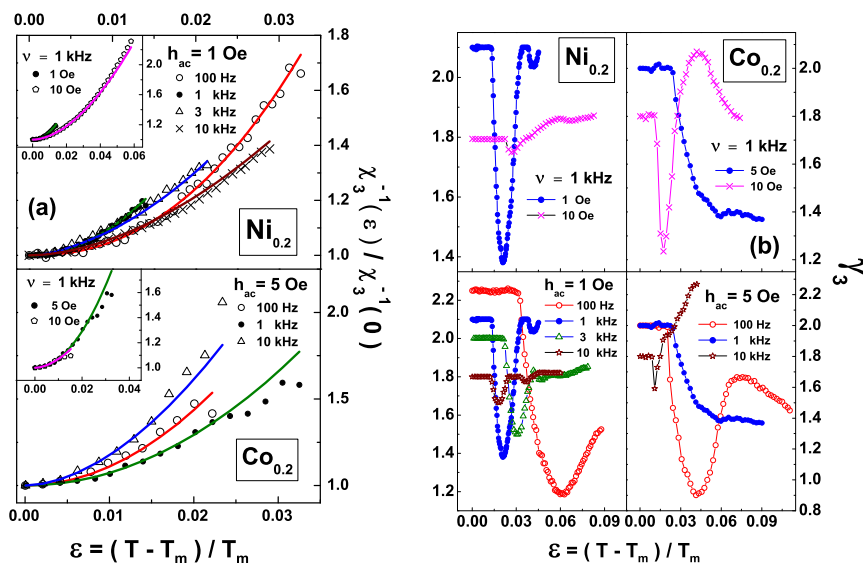 0.00 0.01 0.02 0.03
1.8
1.6
1.4
1.2
1.0
ν = 1 kHz
1 Oe
10 Oe
2.2
2.0
1.8
1.6
1.4
1.2
1.0
0.00 0.02 0.04 0.06
h_ac = 1 Oe
100 Hz
1 kHz
3 kHz
10 kHz
(a)
Ni_0.2
χ_3^-1(ε) / χ_3^-1(0)
ν = 1 kHz
5 Oe
10 Oe
1.6
1.4
1.2
1.0
0.00 0.02 0.04
h_ac = 5 Oe
100 Hz
1 kHz
10 kHz
Co_0.2
2.0
1.5
1.0
0.00 0.01 0.02 0.03
ε = ( T - T_m ) / T_m
2.0
1.8
1.6
1.4
Ni_0.2
ν = 1 kHz
1 Oe
10 Oe
Co_0.2
ν = 1 kHz
5 Oe
10 Oe
(b)
2.2
2.0
1.8
1.6
1.4
1.2
γ_3
2.2
2.0
1.8
1.6
1.4
1.2
h_ac = 1 Oe
100 Hz
1 kHz
3 kHz
10 kHz
h_ac = 5 Oe
100 Hz
1 kHz
10 kHz
2.0
1.8
1.6
1.4
1.2
1.0
0.8
0.00 0.03 0.06 0.09
0.00 0.03 0.06 0.09
ε = ( T - T_m ) / T_m